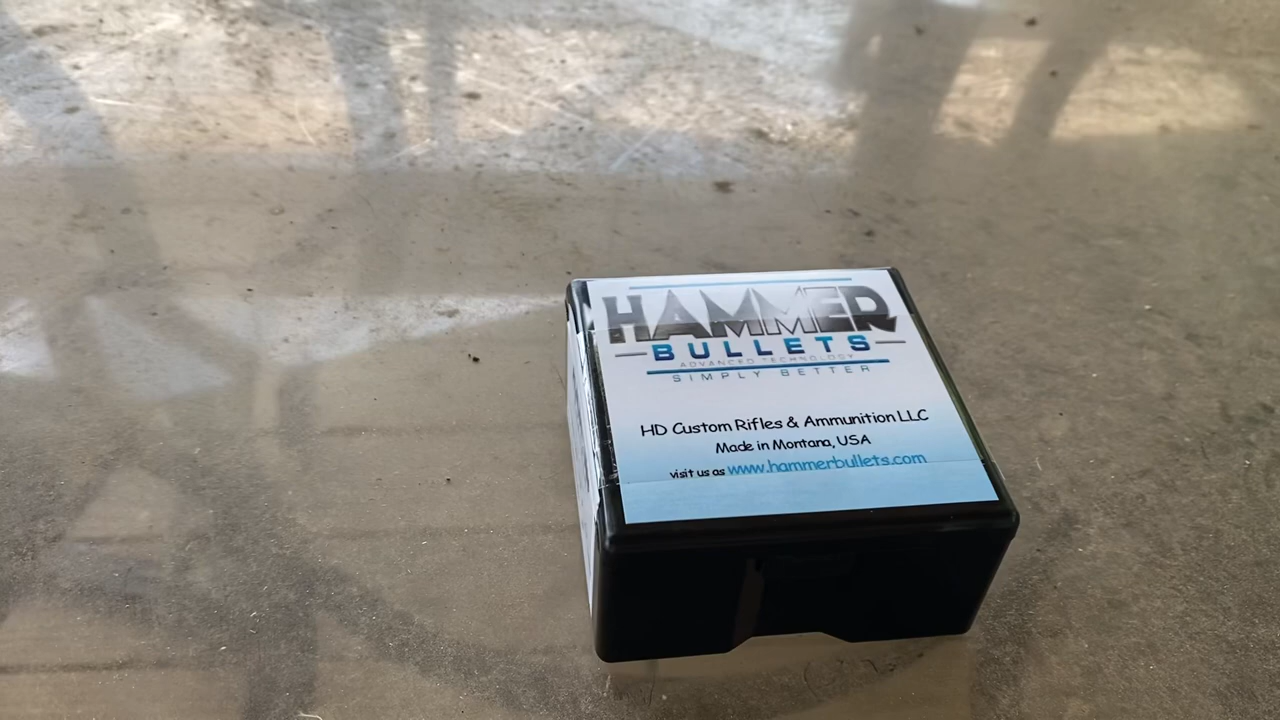 HAMMER
BULLETS
ADVANCED TECHNOLOGY
SIMPLY BETTER
HD Custom Rifles & Ammunition LLC
Made in Montana, USA
visit us as www.hammerbullets.com